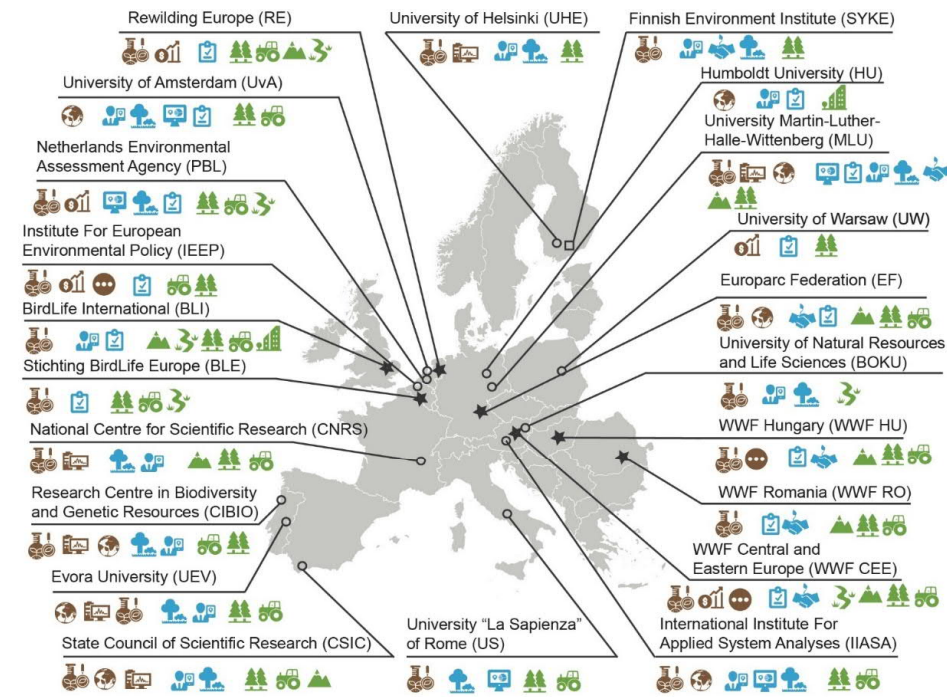 Rewilding Europe (RE)
University of Amsterdam (UvA)
Netherlands Environmental
Assessment Agency (PBL)
Institute For European
Environmental Policy (IEEP)
BirdLife International (BLI)
Stichting BirdLife Europe (BLE)
National Centre for Scientific Research (CNRS)
Research Centre in Biodiversity
and Genetic Resources (CIBIO)
Evora University (UEV)
State Council of Scientific Research (CSIC)
University of Helsinki (UHE)
University "La Sapienza"
of Rome (US)
Finnish Environment Institute (SYKE)
Humboldt University (HU)
University Martin-Luther-
Halle-Wittenberg (MLU)
University of Warsaw (UW)
Europarc Federation (EF)
University of Natural Resources
and Life Sciences (BOKU)
WWF Hungary (WWF HU)
WWF Romania (WWF RO)
WWF Central and
Eastern Europe (WWF CEE)
International Institute For
Applied System Analyses (IIASA)